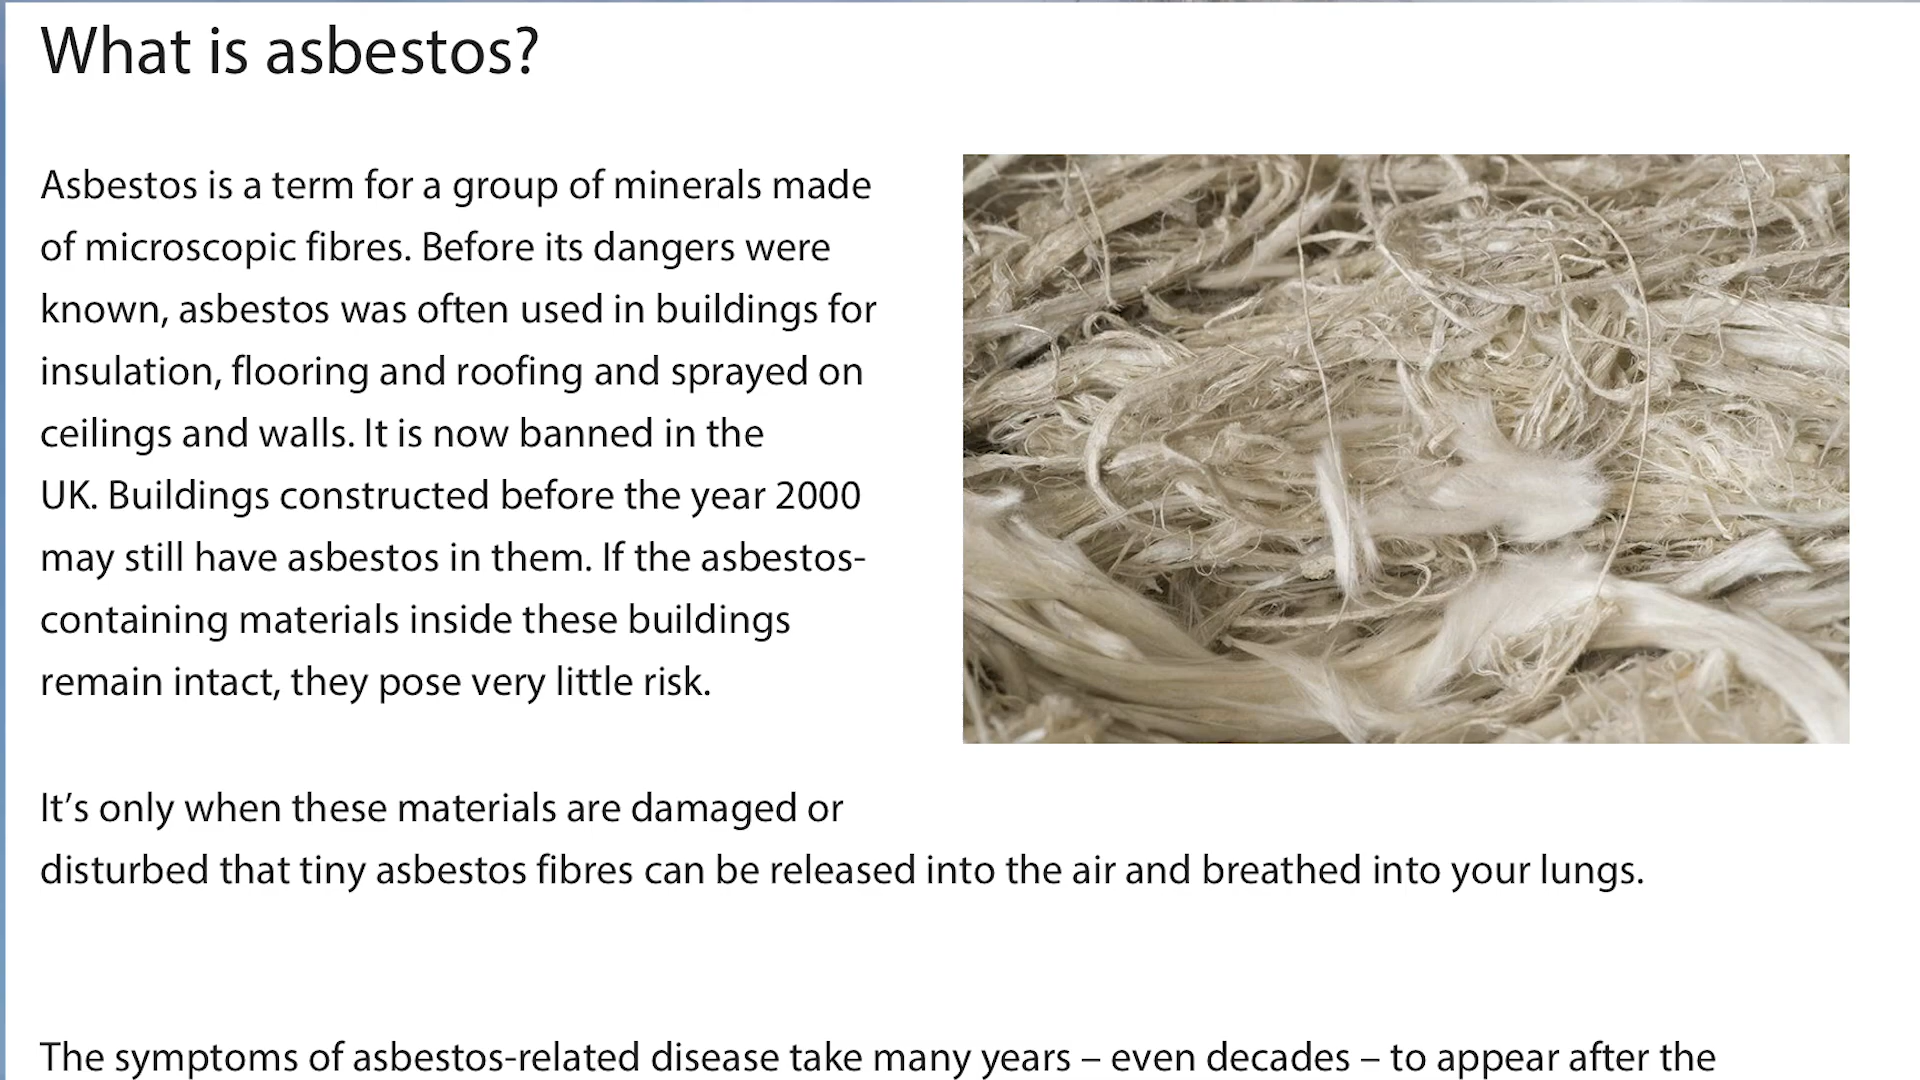 What is asbestos?
Asbestos is a term for a group of minerals made
of microscopic fibres. Before its dangers were
known, asbestos was often used in buildings for
insulation, flooring and roofing and sprayed on
ceilings and walls. It is now banned in the
UK. Buildings constructed before the year 2000
may still have asbestos in them. If the asbestos-
containing materials inside these buildings
remain intact, they pose very little risk.
It’s only when these materials are damaged or
disturbed that tiny asbestos fibres can be released into the air and breathed into your lungs.
The symptoms of asbestos-related disease take many years – even decades – to appear after the